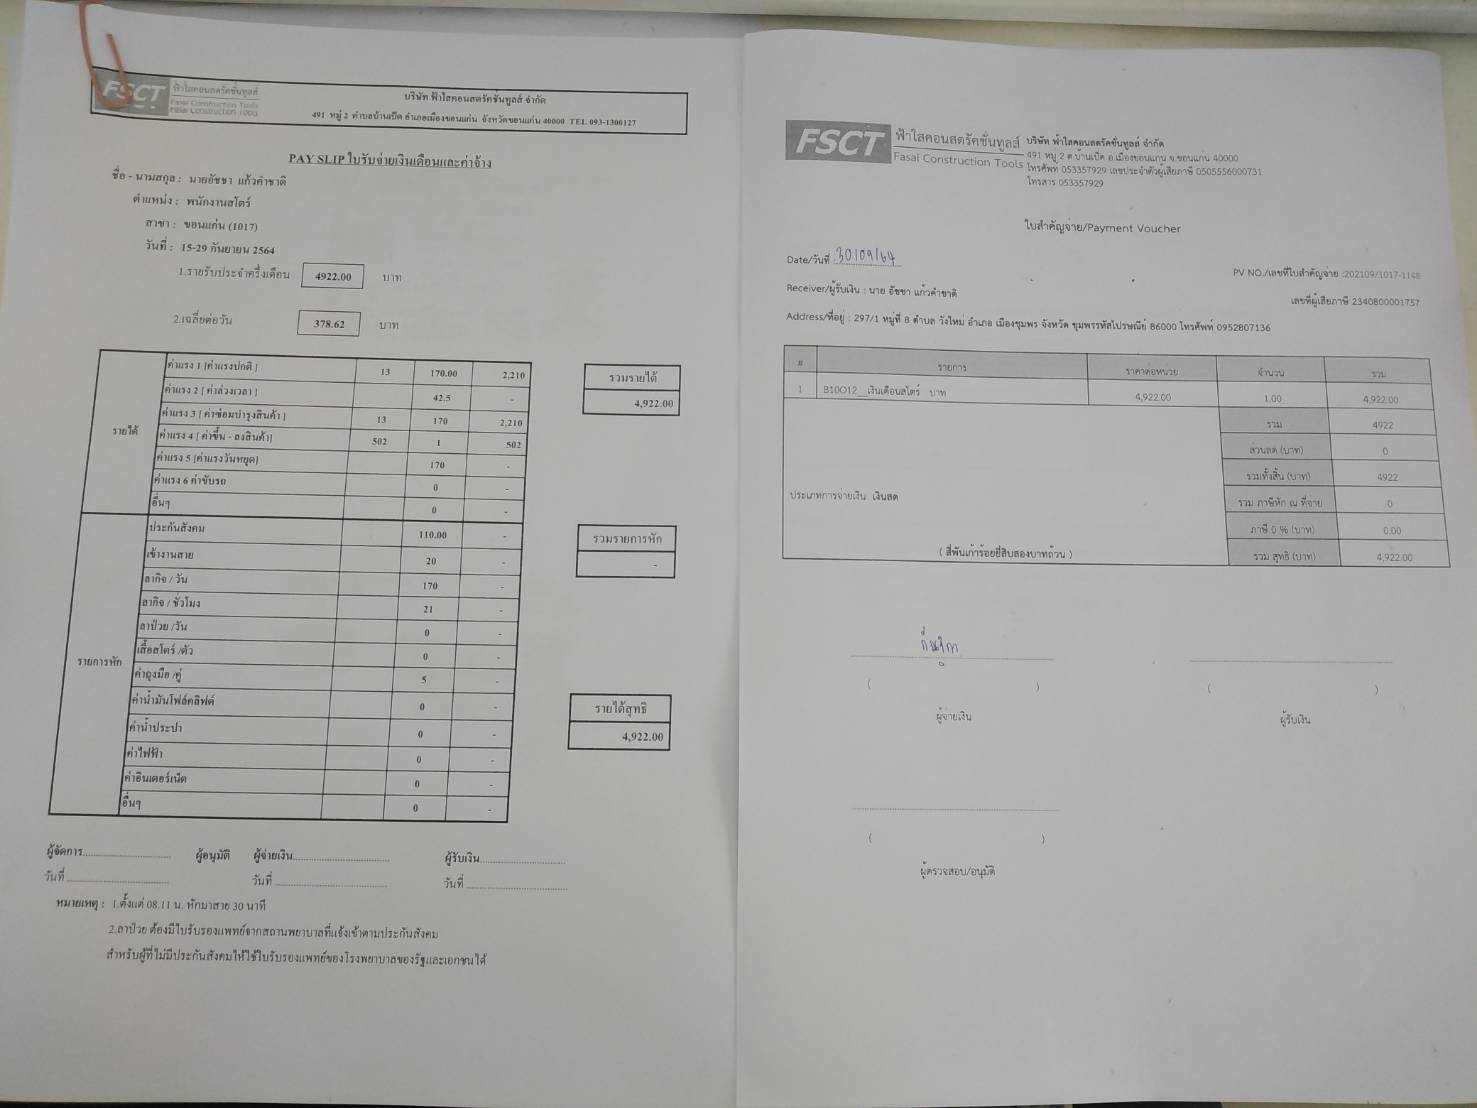 FSCT
ฟ้าใสคอนสตรัคชั่นทูลส์
Fasai Construction Tools
บริษัท ฟ้าใสคอนสตรัคชั่นทูลส์ จำกัด
491 หมู่ 2 ตำบลบ้านเป็ด อำเภอเมืองขอนแก่น จังหวัดขอนแก่น 40000 TEL 093-1300127
PAY SLIP ใบรับจ่ายเงินเดือนและค่าจ้าง
ชื่อ - นามสกุล : นายอัชชา แก้วคำชาติ
ตำแหน่ง : พนักงานสโตร์
สาขา : ขอนแก่น (1017)
วันที่ : 15-29 กันยายน 2564
1.รายรับประจำครึ่งเดือน 4922.00 บาท
2.เฉลี่ยต่อวัน 378.62 บาท
รายได้
ค่าแรง 1 [ค่าแรงปกติ ] 13 170.00 2,210
ค่าแรง 2 [ ค่าล่วงเวลา ] 42.5 -
ค่าแรง 3 [ ค่าซ่อมบำรุงสินค้า ] 13 170 2,210
ค่าแรง 4 [ ค่าขึ้น - ลงสินค้า] 502 1 502
ค่าแรง 5 [ค่าแรงวันหยุด] 170 -
ค่าแรง 6 ค่าขับรถ 0 -
อื่นๆ 0 -
รายการหัก
ประกันสังคม 110.00 -
เข้างานสาย 20 -
ลากิจ / วัน 170 -
ลากิจ / ชั่วโมง 21 -
ลาป่วย /วัน 0 -
เสื้อสโตร์ /ตัว 0 -
ค่าถุงมือ /คู่ 5 -
ค่าน้ำมันโฟล์คลิฟต์ 0 -
ค่าน้ำประปา 0 -
ค่าไฟฟ้า 0 -
ค่าอินเตอร์เน็ต 0 -
อื่นๆ 0 -
รวมรายได้
4,922.00
รวมรายการหัก
-
รายได้สุทธิ
4,922.00
ผู้จัดการ ผู้อนุมัติ ผู้จ่ายเงิน ผู้รับเงิน
วันที่ วันที่ วันที่
หมายเหตุ : 1.ตั้งแต่ 08.11 น. หักมาสาย 30 นาที
2.ลาป่วย ต้องมีใบรับรองแพทย์จากสถานพยาบาลที่แจ้งเข้าตามประกันสังคม
สำหรับผู้ที่ไม่มีประกันสังคมให้ใช้ใบรับรองแพทย์ของโรงพยาบาลของรัฐและเอกชนได้
FSCT
ฟ้าใสคอนสตรัคชั่นทูลส์
Fasai Construction Tools
บริษัท ฟ้าใสคอนสตรัคชั่นทูลส์ จำกัด
491 หมู่ 2 ต.บ้านเป็ด อ.เมืองขอนแก่น จ.ขอนแก่น 40000
โทรศัพท์ 053357929 เลขประจำตัวผู้เสียภาษี 0505556000731
โทรสาร 053357929
ใบสำคัญจ่าย/Payment Voucher
Date/วันที่ 30/09/64
PV NO./เลขที่ใบสำคัญจ่าย :202109/1017-1148
Receiver/ผู้รับเงิน : นาย อัชชา แก้วคำชาติ
เลขที่ผู้เสียภาษี 2340800001757
Address/ที่อยู่ : 297/1 หมู่ที่ 8 ตำบล วังใหม่ อำเภอ เมืองชุมพร จังหวัด ชุมพรรหัสไปรษณีย์ 86000 โทรศัพท์ 0952807136
# รายการ ราคาต่อหน่วย จำนวน รวม
1 B10012__เงินเดือนสโตร์ บาท 4,922.00 1.00 4,922.00
รวม 4922
ส่วนลด (บาท) 0
รวมทั้งสิ้น (บาท) 4922
ประเภทการจ่ายเงิน เงินสด
รวม ภาษีหัก ณ ที่จ่าย 0
ภาษี 0 % (บาท) 0.00
( สี่พันเก้าร้อยยี่สิบสองบาทถ้วน ) รวม สุทธิ (บาท) 4,922.00
( ) ( )
ผู้จ่ายเงิน ผู้รับเงิน
( )
ผู้ตรวจสอบ/อนุมัติ